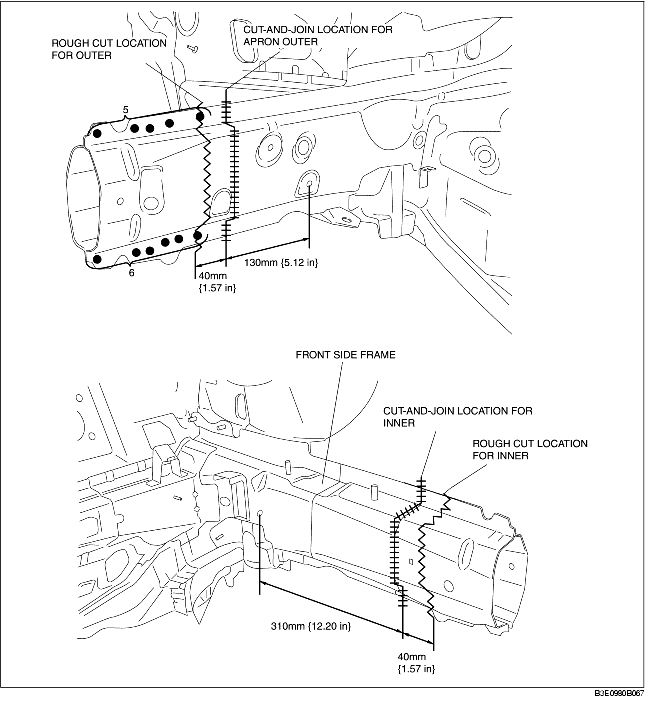 CUT-AND-JOIN LOCATION FOR
APRON OUTER
ROUGH CUT LOCATION
FOR OUTER
5
6
40mm
{1.57 in}
130mm {5.12 in}
FRONT SIDE FRAME
CUT-AND-JOIN LOCATION FOR
INNER
ROUGH CUT LOCATION
FOR INNER
310mm {12.20 in}
40mm
{1.57 in}
B3E0980B067